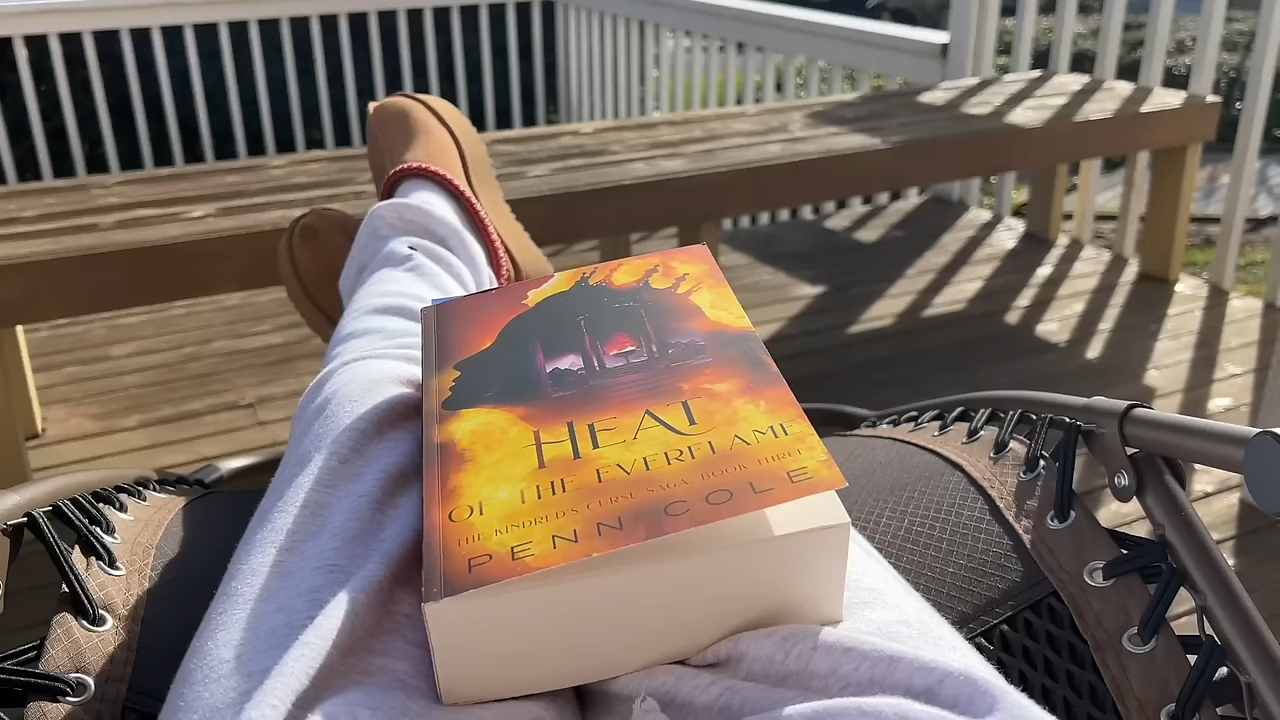 HEAT
OF THE EVERFLAME
THE KINDRED'S CURSE SAGA, BOOK THREE
PENN COLE